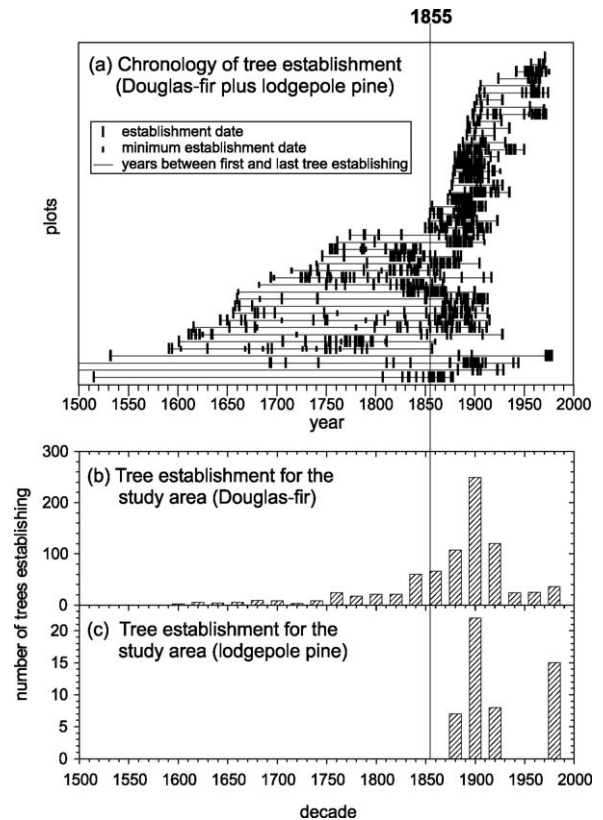 1855
(a) Chronology of tree establishment
(Douglas-fir plus lodgepole pine)
establishment date
minimum establishment date
years between first and last tree establishing
plots
1500 1550 1600 1650 1700 1750 1800 1850 1900 1950 2000
year
300
(b) Tree establishment for the
study area (Douglas-fir)
200
100
0
number of trees establishing
(c) Tree establishment for the
study area (lodgepole pine)
20
15
10
5
0
1500 1550 1600 1650 1700 1750 1800 1850 1900 1950 2000
decade